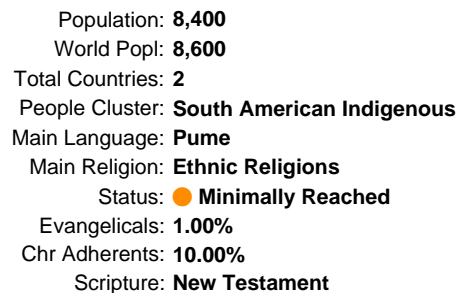 Population: 8,400
World Popl: 8,600
Total Countries: 2
People Cluster: South American Indigenous
Main Language: Pume
Main Religion: Ethnic Religions
Status: Minimally Reached
Evangelicals: 1.00%
Chr Adherents: 10.00%
Scripture: New Testament